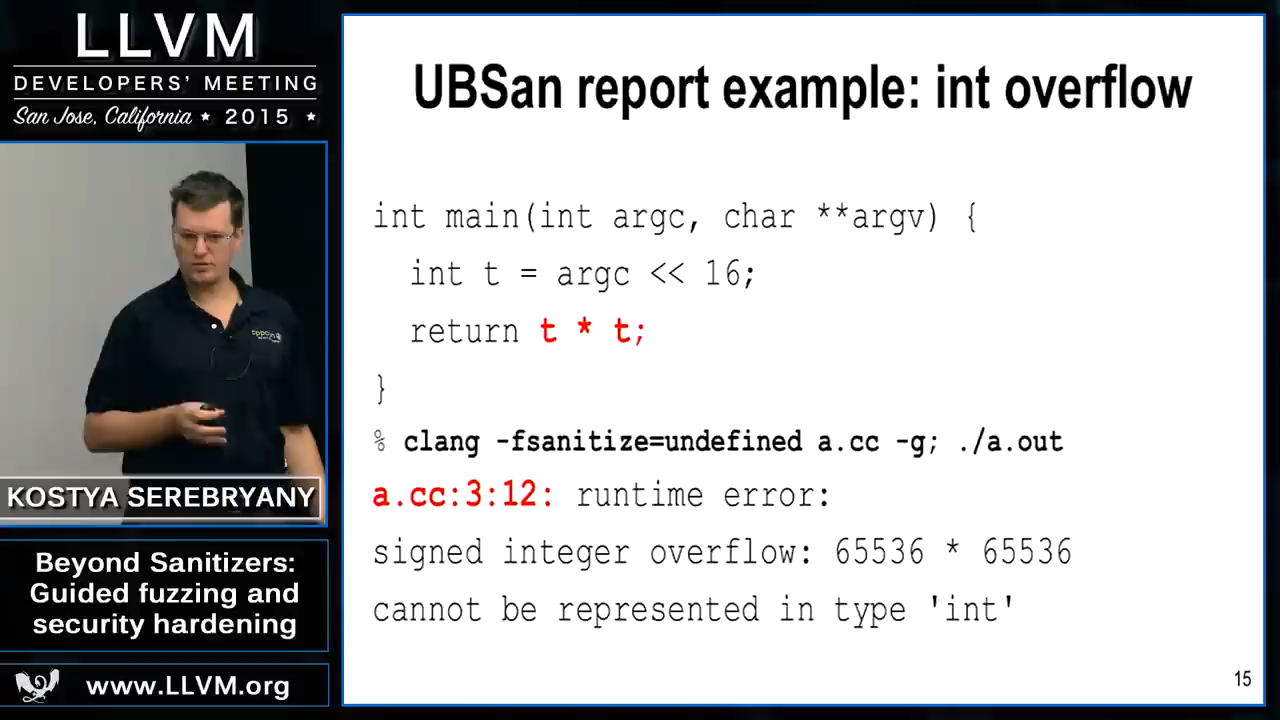 LLVM
DEVELOPERS' MEETING
San Jose, California ★ 2015 ★
KOSTYA SEREBRYANY
Beyond Sanitizers:
Guided fuzzing and
security hardening
www.LLVM.org
UBSan report example: int overflow
int main(int argc, char **argv) {
int t = argc << 16;
return t * t;
}
% clang -fsanitize=undefined a.cc -g; ./a.out
a.cc:3:12: runtime error:
signed integer overflow: 65536 * 65536
cannot be represented in type 'int'
15